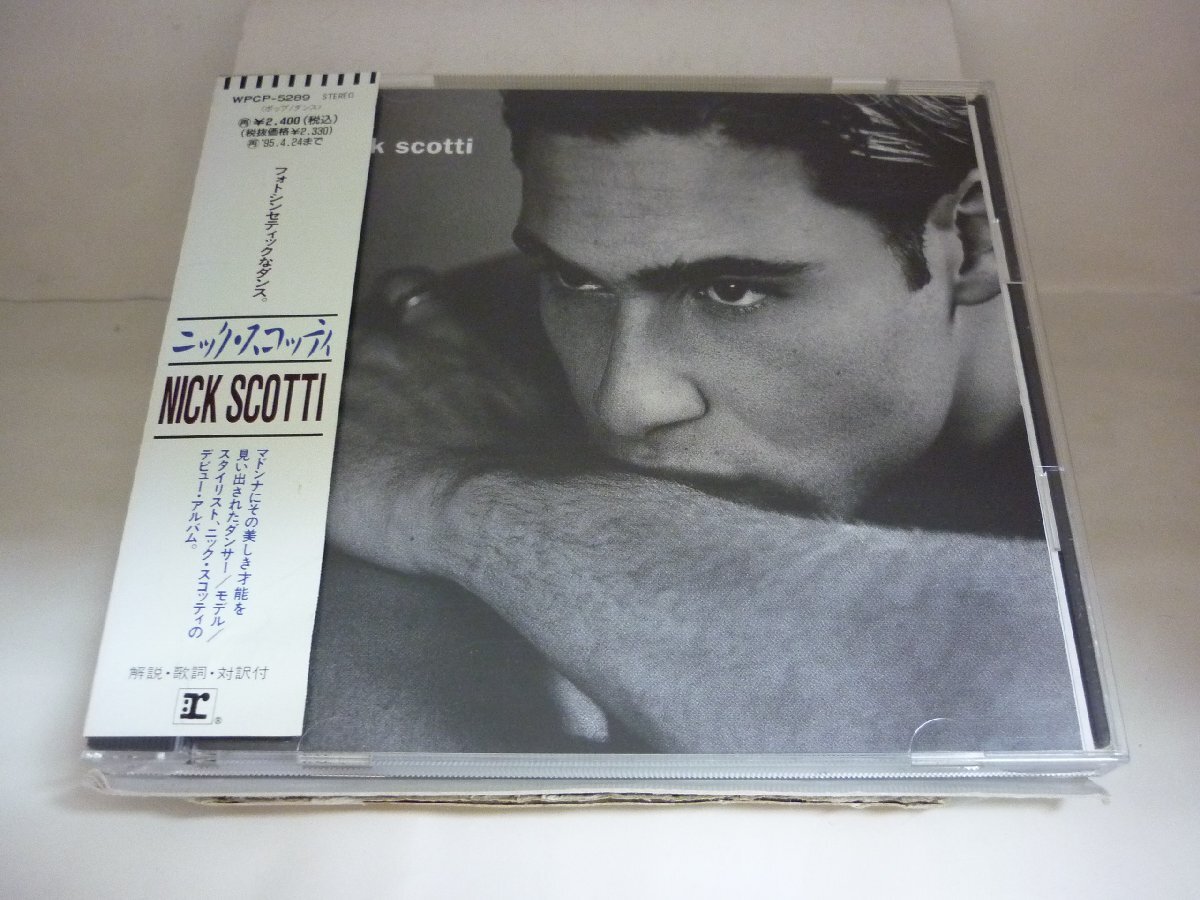 WPCP-5289 STEREO
(ポップ/ダンス)
再¥2,400(税込)
(税抜価格¥2,330)
再'95.4.24まで
フォトシンセティックなダンス。
ニック・スコッティ
NICK SCOTTI
マドンナにその美しき才能を
見い出されたダンサー/モデル/
スタイリスト、ニック・スコッティの
デビュー・アルバム。
解説・歌詞・対訳付
:r®
k scotti